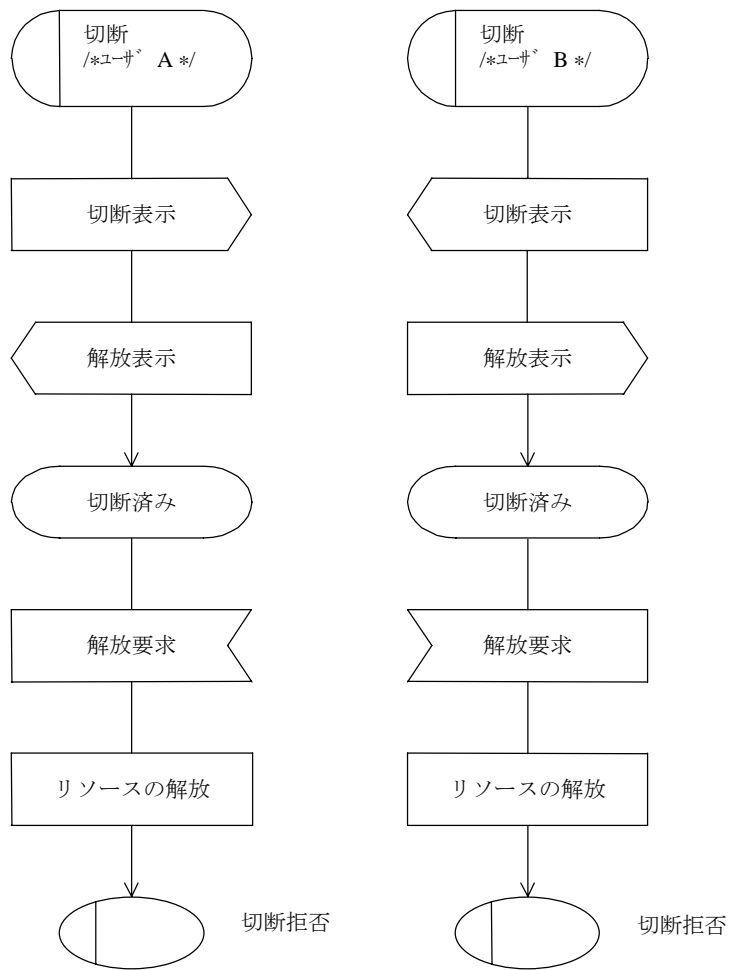 切断
/*ﾕｰｻﾞ A */
切断表示
解放表示
切断済み
解放要求
リソースの解放
切断拒否
切断
/*ﾕｰｻﾞ B */
切断表示
解放表示
切断済み
解放要求
リソースの解放
切断拒否